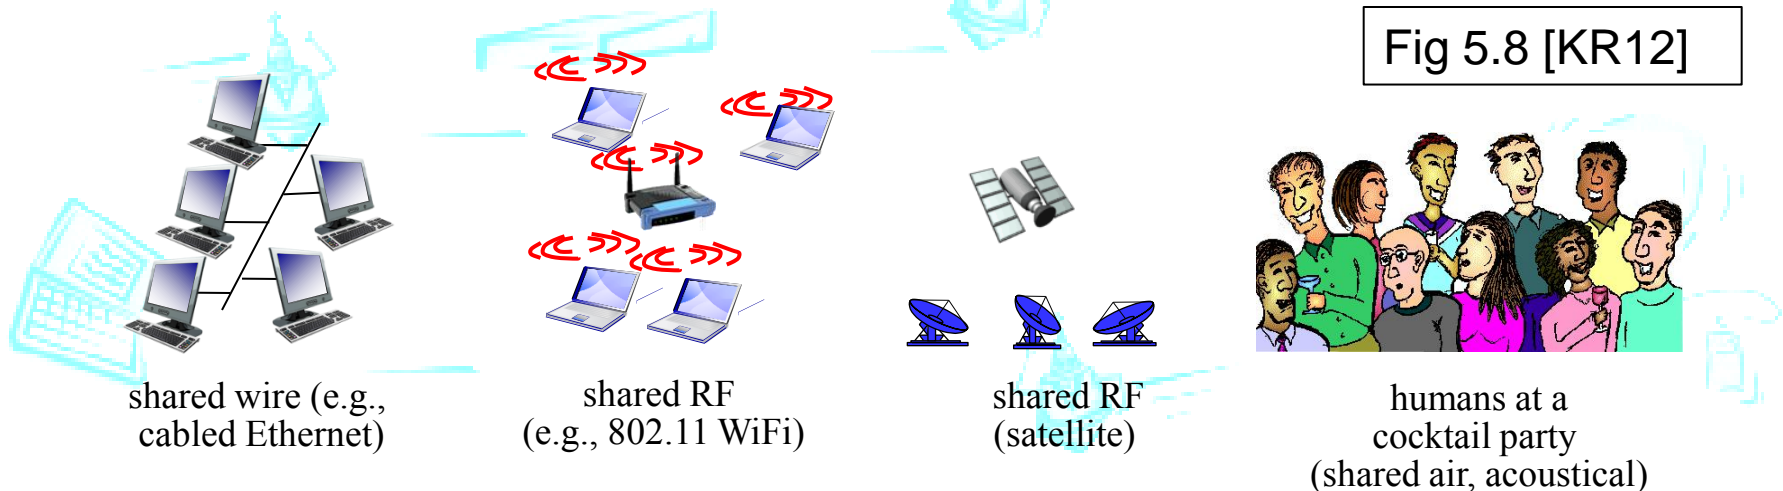 Fig 5.8 [KR12]
shared wire (e.g.,
cabled Ethernet)
shared RF
(e.g., 802.11 WiFi)
shared RF
(satellite)
humans at a
cocktail party
(shared air, acoustical)